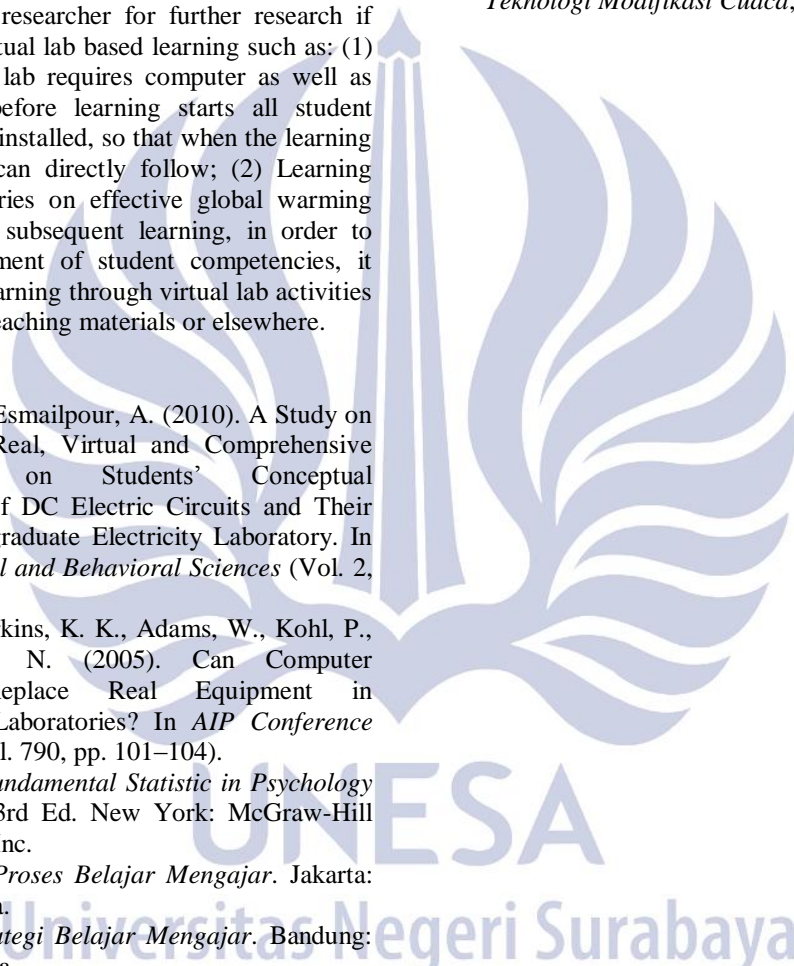 researcher for further research if
tual lab based learning such as: (1)
lab requires computer as well as
before learning starts all student
installed, so that when the learning
can directly follow; (2) Learning
ries on effective global warming
subsequent learning, in order to
ment of student competencies, it
arning through virtual lab activities
eaching materials or elsewhere.
Esmailpour, A. (2010). A Study on
Real, Virtual and Comprehensive
on Students' Conceptual
f DC Electric Circuits and Their
graduate Electricity Laboratory. In
l and Behavioral Sciences (Vol. 2,
rkins, K. K., Adams, W., Kohl, P.,
N. (2005). Can Computer
eplace Real Equipment in
Laboratories? In AIP Conference
l. 790, pp. 101–104).
undamental Statistic in Psychology
3rd Ed. New York: McGraw-Hill
nc.
Proses Belajar Mengajar. Jakarta:
a.
ategi Belajar Mengajar. Bandung:
Teknologi Modifikasi Cuaca,
UNESA
Universitas Negeri Surabaya